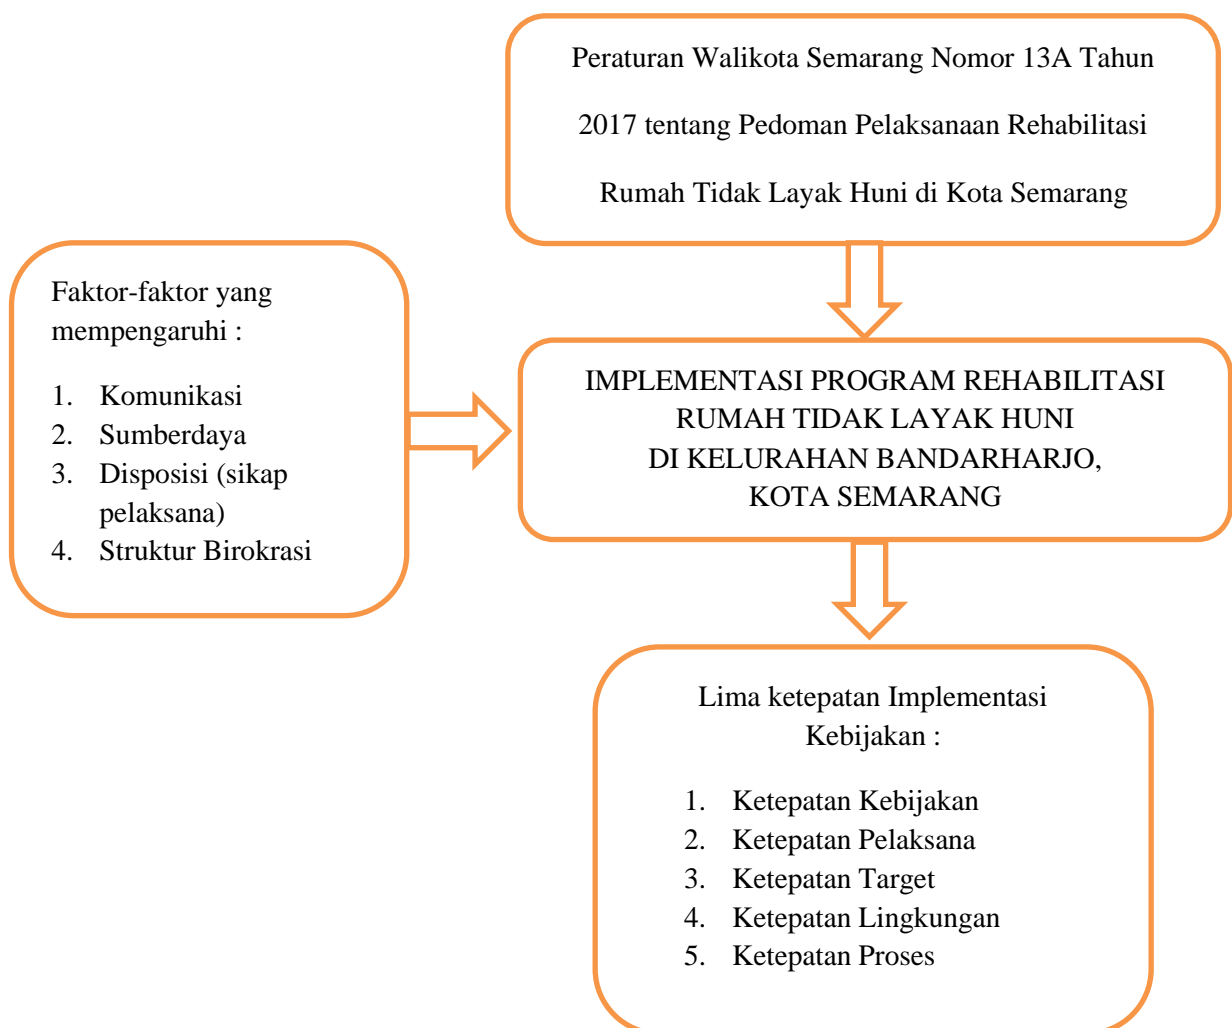 Peraturan Walikota Semarang Nomor 13A Tahun
2017 tentang Pedoman Pelaksanaan Rehabilitasi
Rumah Tidak Layak Huni di Kota Semarang
Faktor-faktor yang
mempengaruhi :
1. Komunikasi
2. Sumberdaya
3. Disposisi (sikap
pelaksana)
4. Struktur Birokrasi
IMPLEMENTASI PROGRAM REHABILITASI
RUMAH TIDAK LAYAK HUNI
DI KELURAHAN BANDARHARJO,
KOTA SEMARANG
Lima ketepatan Implementasi
Kebijakan :
1. Ketepatan Kebijakan
2. Ketepatan Pelaksana
3. Ketepatan Target
4. Ketepatan Lingkungan
5. Ketepatan Proses